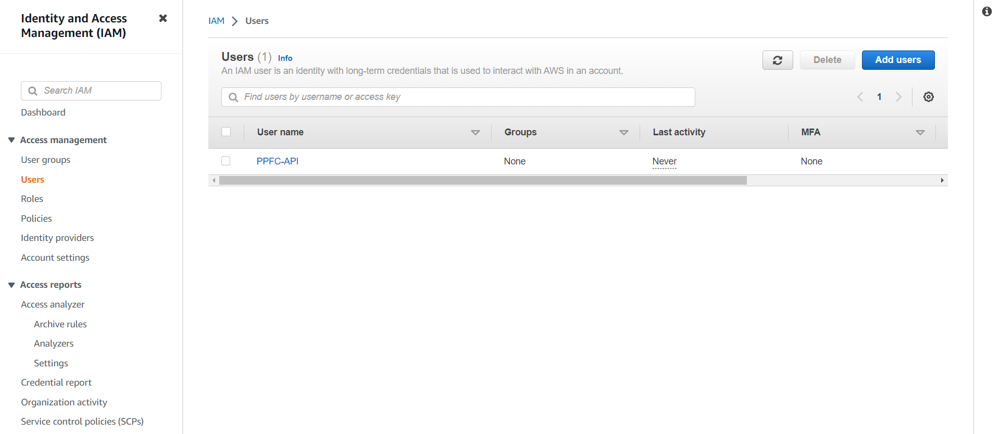 Identity and Access
Management (IAM)
Search IAM
Dashboard
Access management
User groups
Users
Roles
Policies
Identity providers
Account settings
Access reports
Access analyzer
Archive rules
Analyzers
Settings
Credential report
Organization activity
Service control policies (SCPs)
IAM Users
Users (1) Info
An IAM user is an identity with long-term credentials that is used to interact with AWS in an account.
Delete
Add users
Find users by username or access key
1
User name Groups Last activity MFA
PPFC-API None Never None